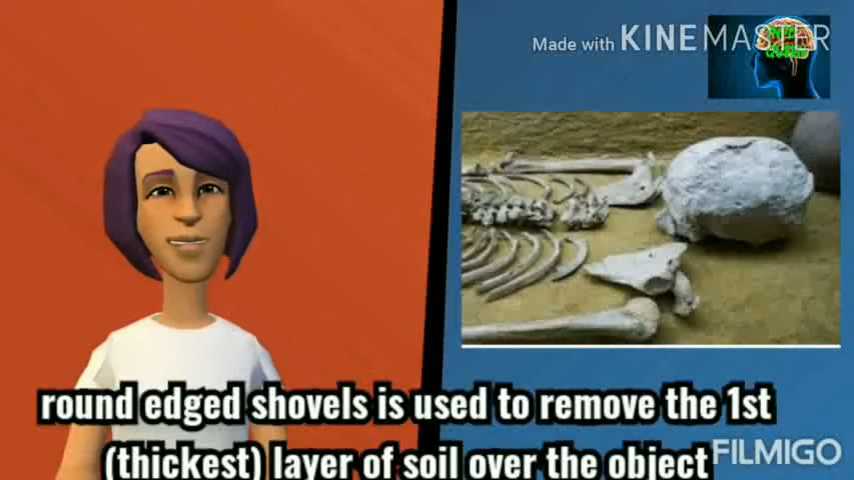 Made with KINEMASTER
round edged shovels is used to remove the 1st
(thickest) layer of soil over the object
FILMIGO